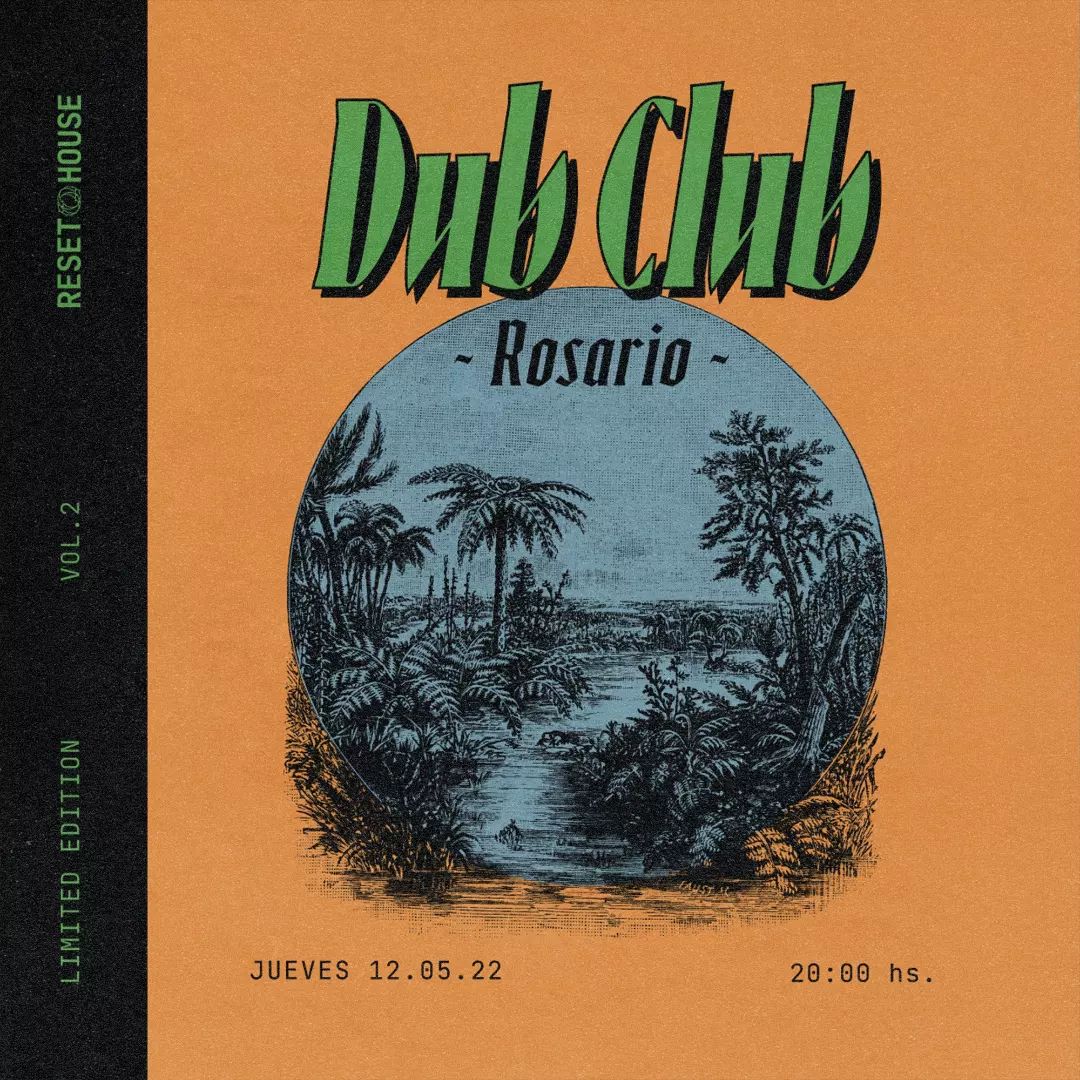 RESET HOUSE
VOL.2
LIMITED EDITION
Dub Club
- Rosario -
JUEVES 12.05.22
20:00 hs.